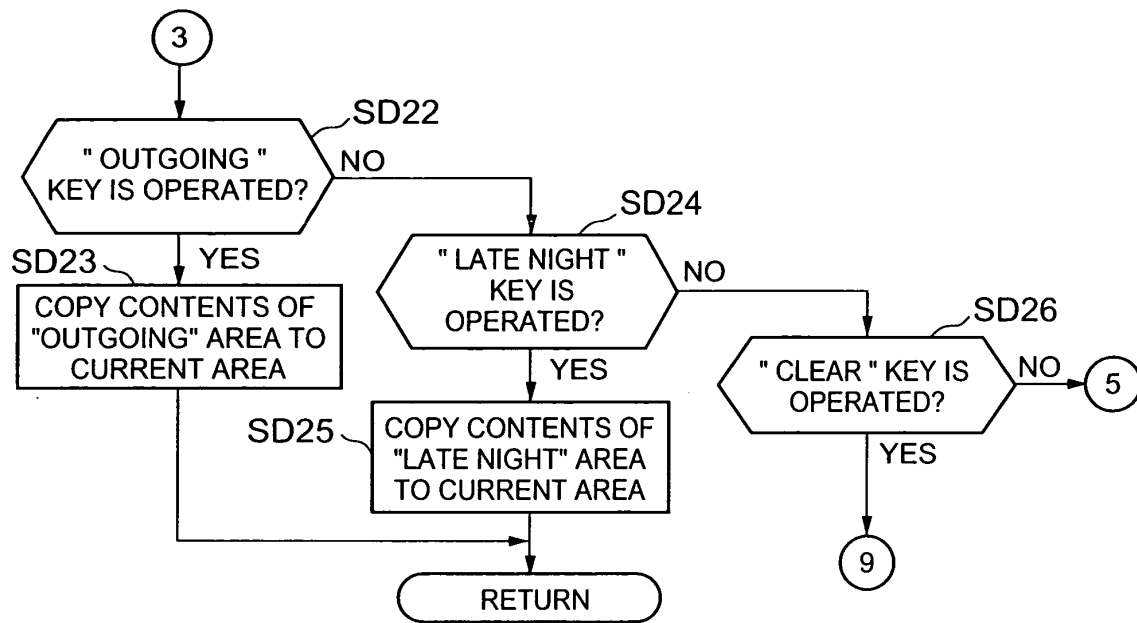 3
SD22
" OUTGOING "
KEY IS OPERATED?
NO
YES
SD23
COPY CONTENTS OF
"OUTGOING" AREA TO
CURRENT AREA
SD24
" LATE NIGHT "
KEY IS
OPERATED?
NO
YES
SD25
COPY CONTENTS OF
"LATE NIGHT" AREA
TO CURRENT AREA
SD26
" CLEAR " KEY IS
OPERATED?
NO
5
YES
9
RETURN